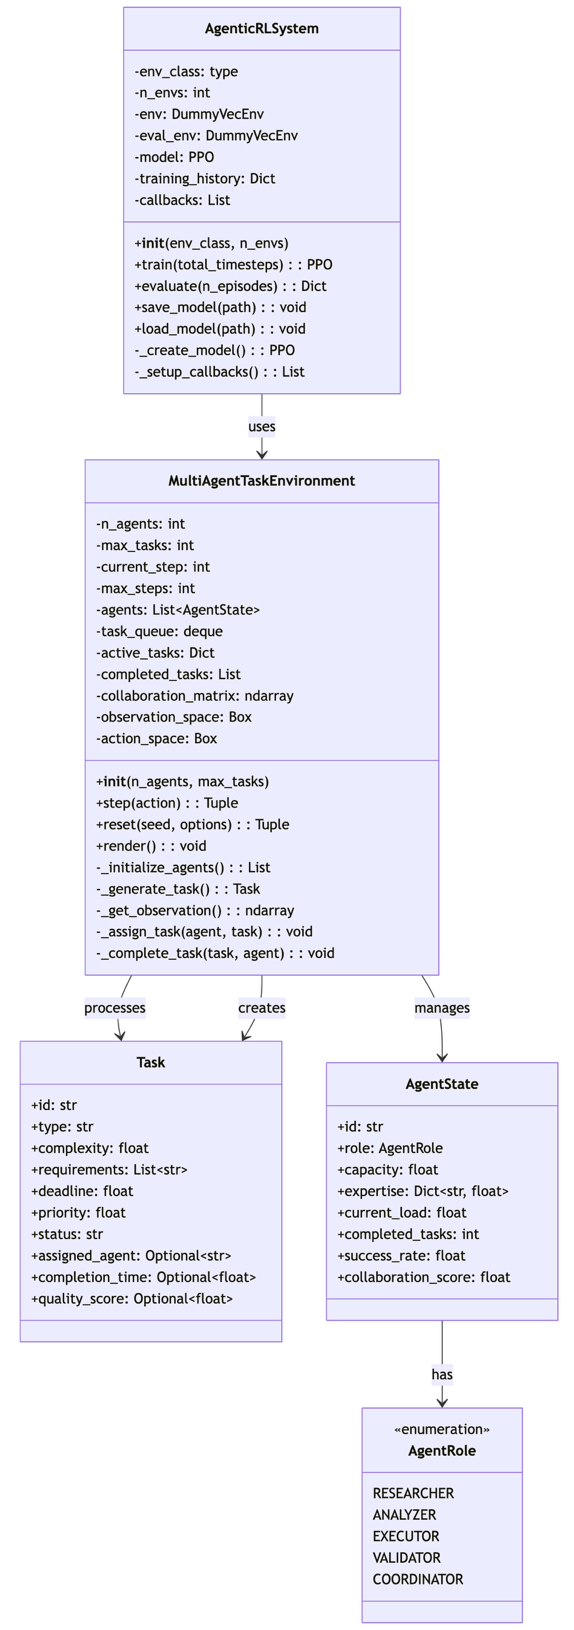 AgenticRLSystem
-env_class: type
-n_envs: int
-env: DummyVecEnv
-eval_env: DummyVecEnv
-model: PPO
-training_history: Dict
-callbacks: List
+init(env_class, n_envs)
+train(total_timesteps) : : PPO
+evaluate(n_episodes) : : Dict
+save_model(path) : : void
+load_model(path) : : void
-_create_model() : : PPO
-_setup_callbacks() : : List
uses
MultiAgentTaskEnvironment
-n_agents: int
-max_tasks: int
-current_step: int
-max_steps: int
-agents: List<AgentState>
-task_queue: deque
-active_tasks: Dict
-completed_tasks: List
-collaboration_matrix: ndarray
-observation_space: Box
-action_space: Box
+init(n_agents, max_tasks)
+step(action) : : Tuple
+reset(seed, options) : : Tuple
+render() : : void
-_initialize_agents() : : List
-_generate_task() : : Task
-_get_observation() : : ndarray
-_assign_task(agent, task) : : void
-_complete_task(task, agent) : : void
processes
creates
manages
Task
+id: str
+type: str
+complexity: float
+requirements: List<str>
+deadline: float
+priority: float
+status: str
+assigned_agent: Optional<str>
+completion_time: Optional<float>
+quality_score: Optional<float>
AgentState
+id: str
+role: AgentRole
+capacity: float
+expertise: Dict<str, float>
+current_load: float
+completed_tasks: int
+success_rate: float
+collaboration_score: float
has
«enumeration»
AgentRole
RESEARCHER
ANALYZER
EXECUTOR
VALIDATOR
COORDINATOR